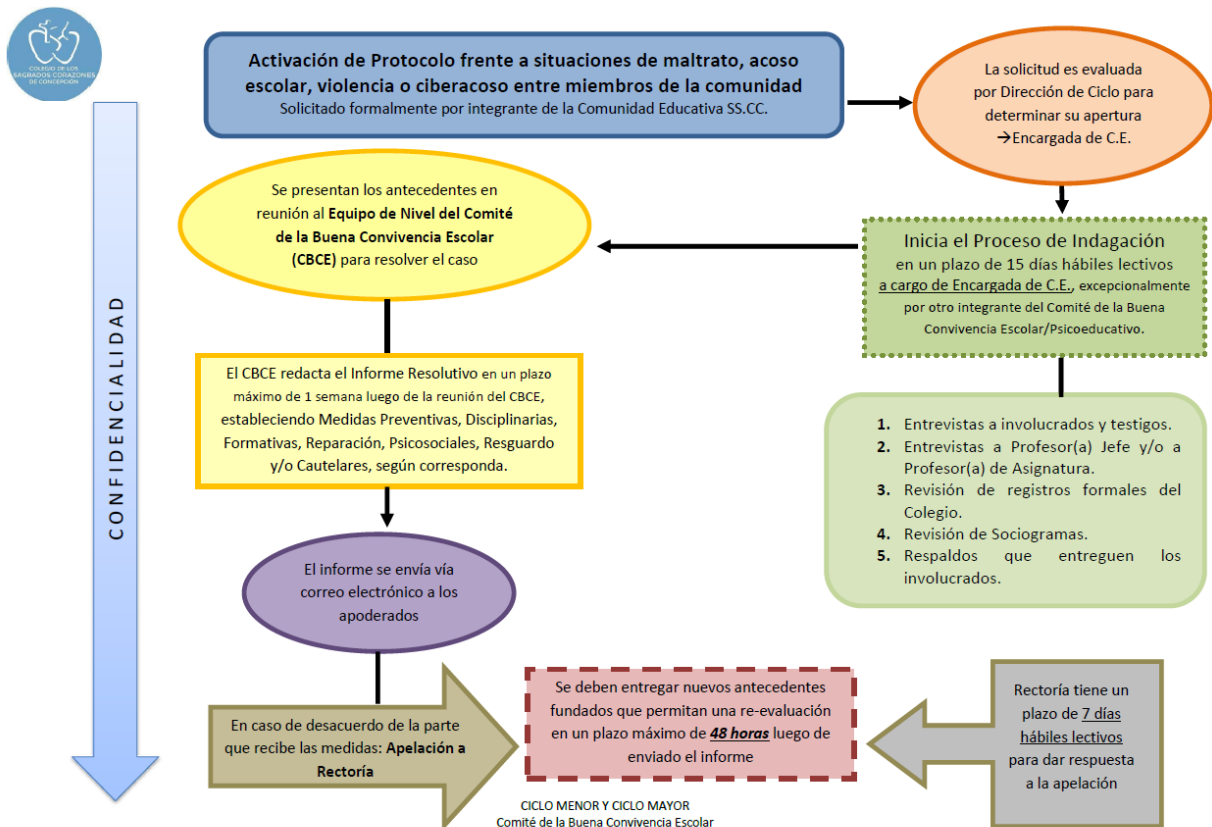 COLEGIO DE LOS
SAGRADOS CORAZONES
DE CONCEPCIÓN
CONFIDENCIALIDAD
Activación de Protocolo frente a situaciones de maltrato, acoso
escolar, violencia o ciberacoso entre miembros de la comunidad
Solicitado formalmente por integrante de la Comunidad Educativa SS.CC.
La solicitud es evaluada
por Dirección de Ciclo para
determinar su apertura
→Encargada de C.E.
Inicia el Proceso de Indagación
en un plazo de 15 días hábiles lectivos
a cargo de Encargada de C.E., excepcionalmente
por otro integrante del Comité de la Buena
Convivencia Escolar/Psicoeducativo.
1. Entrevistas a involucrados y testigos.
2. Entrevistas a Profesor(a) Jefe y/o a
Profesor(a) de Asignatura.
3. Revisión de registros formales del
Colegio.
4. Revisión de Sociogramas.
5. Respaldos que entreguen los
involucrados.
Se presentan los antecedentes en
reunión al Equipo de Nivel del Comité
de la Buena Convivencia Escolar
(CBCE) para resolver el caso
El CBCE redacta el Informe Resolutivo en un plazo
máximo de 1 semana luego de la reunión del CBCE,
estableciendo Medidas Preventivas, Disciplinarias,
Formativas, Reparación, Psicosociales, Resguardo
y/o Cautelares, según corresponda.
El informe se envía vía
correo electrónico a los
apoderados
En caso de desacuerdo de la parte
que recibe las medidas: Apelación a
Rectoría
Se deben entregar nuevos antecedentes
fundados que permitan una re-evaluación
en un plazo máximo de 48 horas luego de
enviado el informe
Rectoría tiene un
plazo de 7 días
hábiles lectivos
para dar respuesta
a la apelación
CICLO MENOR Y CICLO MAYOR
Comité de la Buena Convivencia Escolar